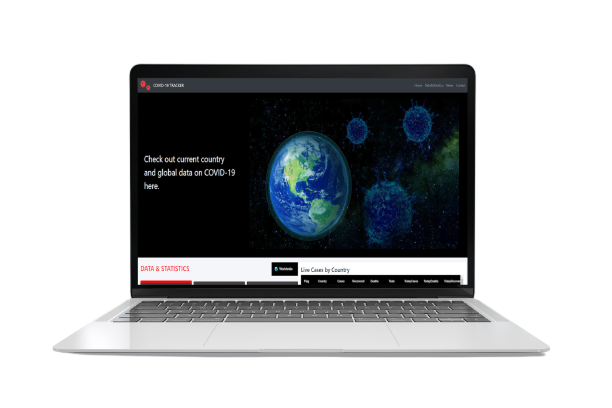 COVID-19 TRACKER
Home Data&Statistics News Contact
Check out current country
and global data on COVID-19
here.
DATA & STATISTICS
Worldwide
Live Cases by Country
Flag Country Cases Recovered Deaths Tests TodayCases TodayDeaths TodayRecovered